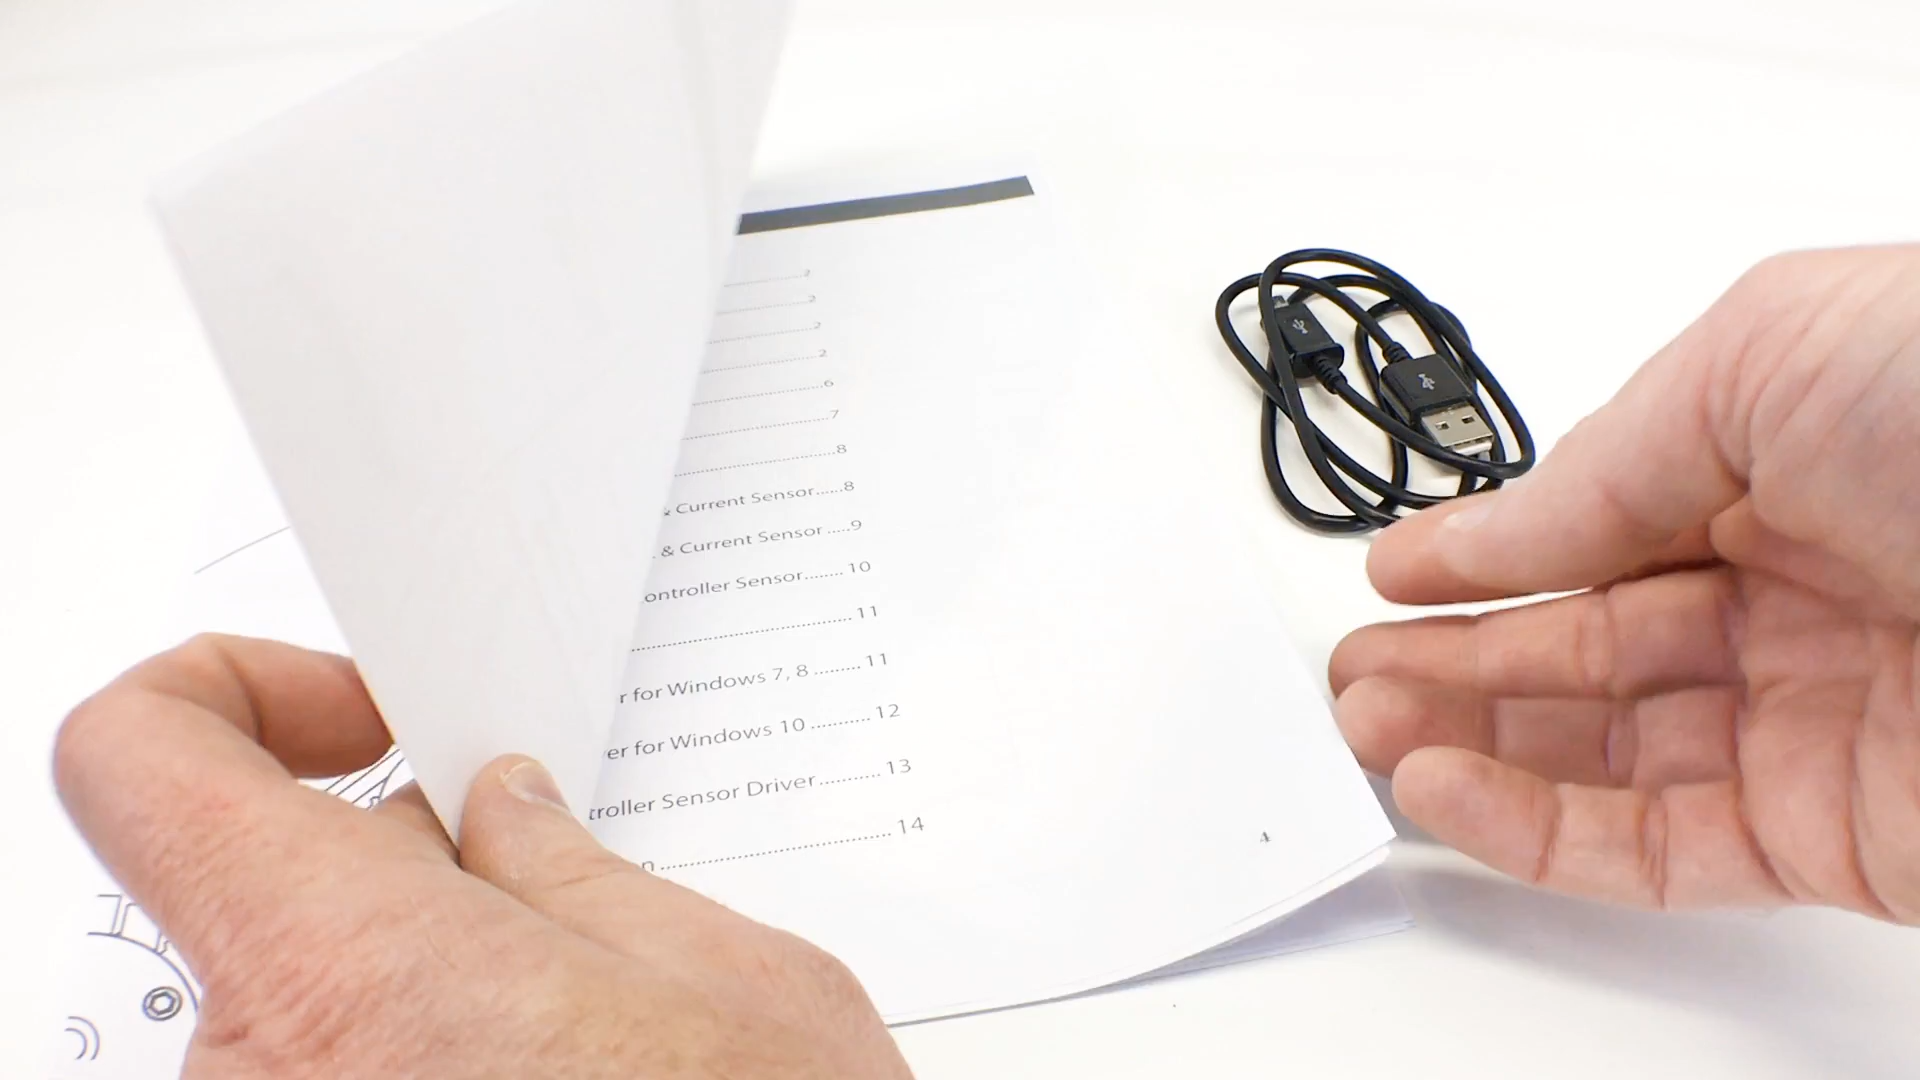 2
2
2
2
6
7
8
& Current Sensor......8
& Current Sensor.....9
ontroller Sensor........ 10
11
r for Windows 7, 8 ........ 11
er for Windows 10 ........... 12
troller Sensor Driver........... 13
n ........................................... 14
4